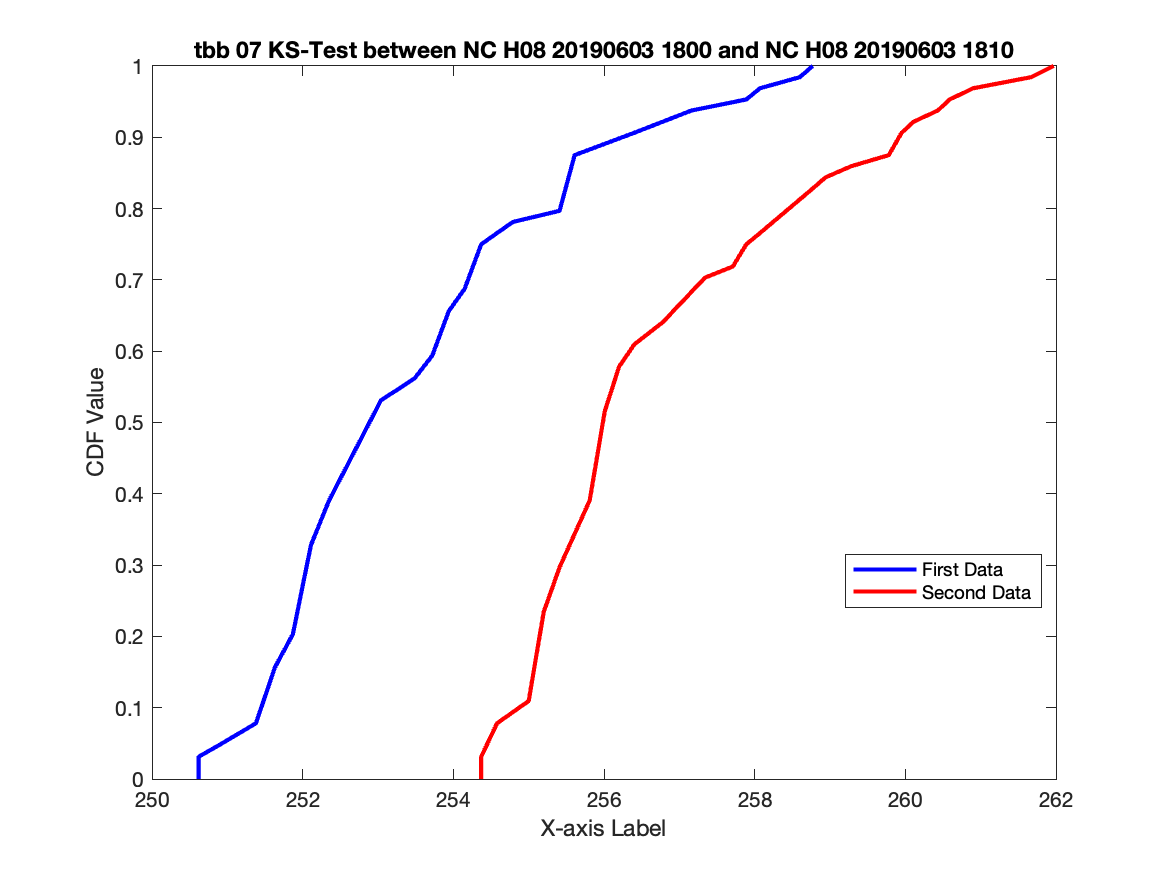 tbb 07 KS-Test between NC H08 20190603 1800 and NC H08 20190603 1810
1
0.9
0.8
0.7
0.6
0.5
0.4
0.3
0.2
0.1
0
CDF Value
First Data
Second Data
250 252 254 256 258 260 262
X-axis Label